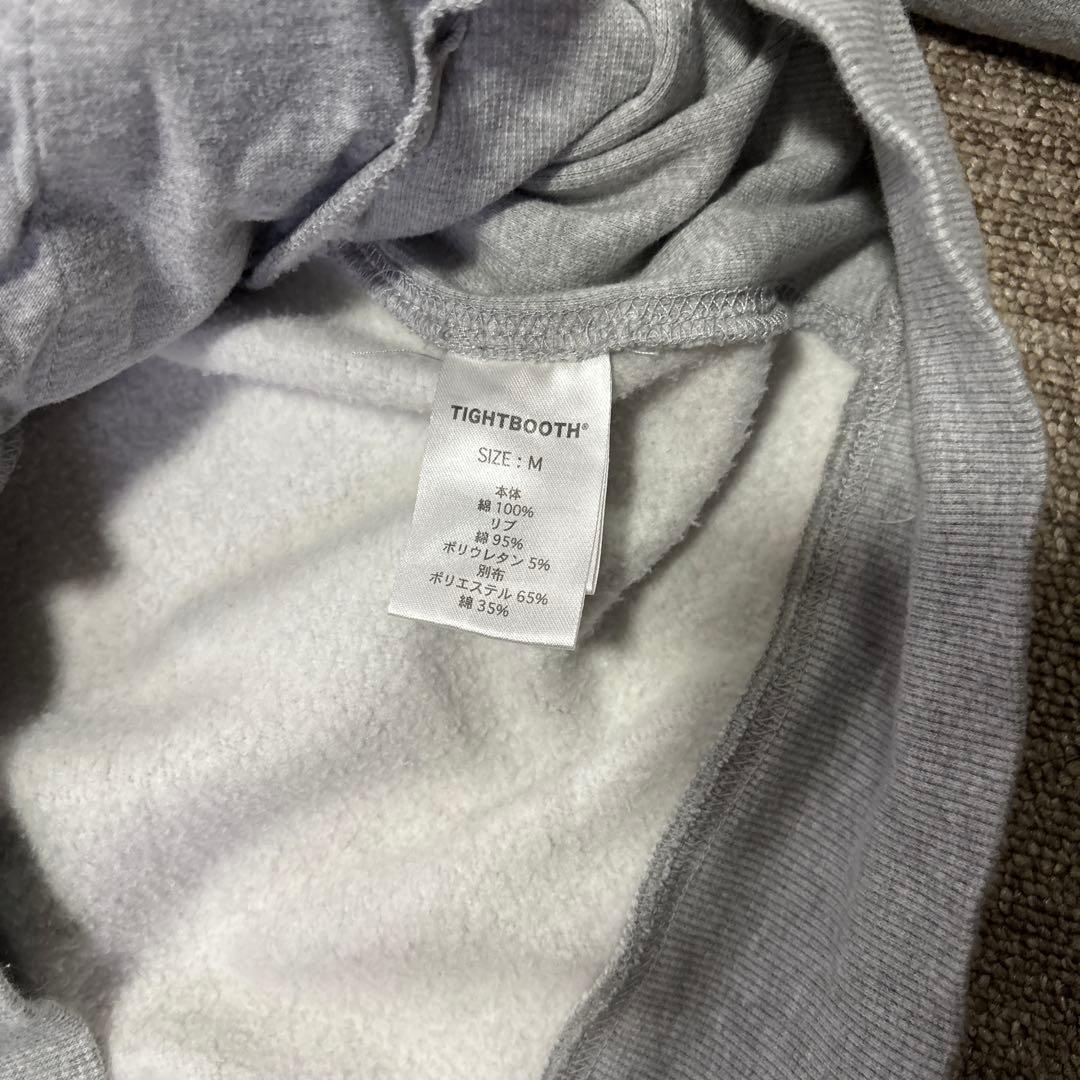 TIGHTBOOTH®
SIZE : M
本体
綿 100%
リブ
綿 95%
ポリウレタン 5%
別布
ポリエステル 65%
綿 35%